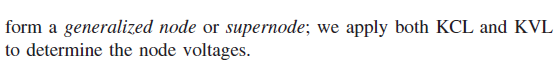 form a generalized node or supernode; we apply both KCL and KVL
to determine the node voltages.